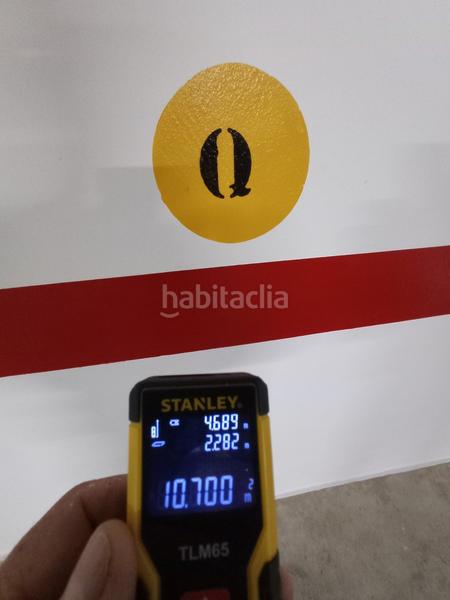 Q
habitaclia
STANLEY
4.689 m
2.282 m
10.700 m2
TLM65